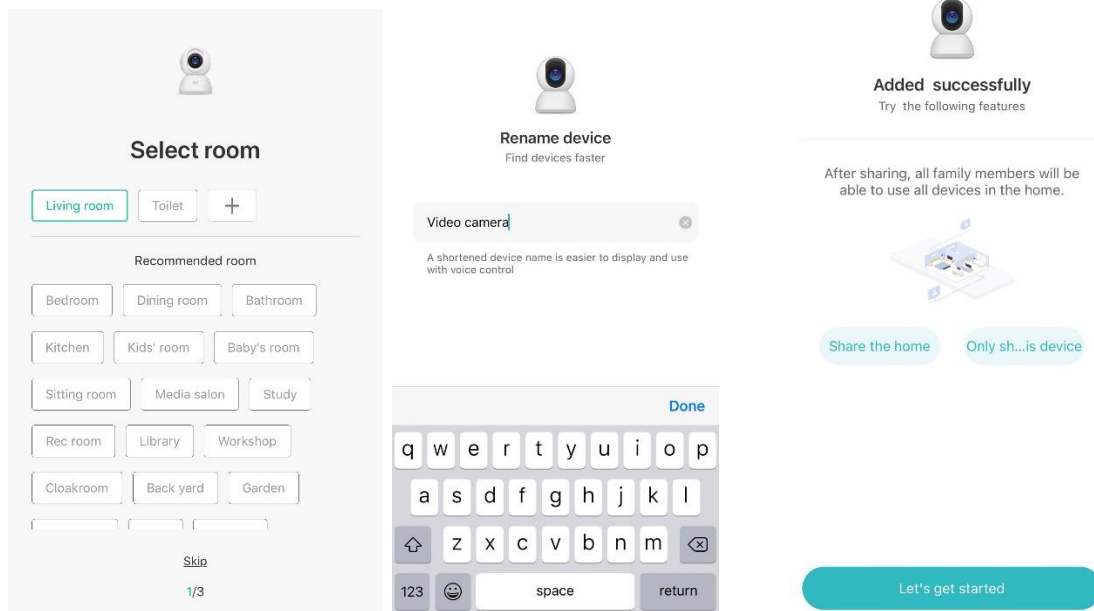 Select room
Living room
Toilet
+
Recommended room
Bedroom
Dining room
Bathroom
Kitchen
Kids' room
Baby's room
Sitting room
Media salon
Study
Rec room
Library
Workshop
Cloakroom
Back yard
Garden
Skip
1/3
Rename device
Find devices faster
Video camera
A shortened device name is easier to display and use
with voice control
Done
q w e r t y u i o p
a s d f g h j k l
z x c v b n m
123 space return
Added successfully
Try the following features
After sharing, all family members will be
able to use all devices in the home.
Share the home
Only sh...is device
Let's get started